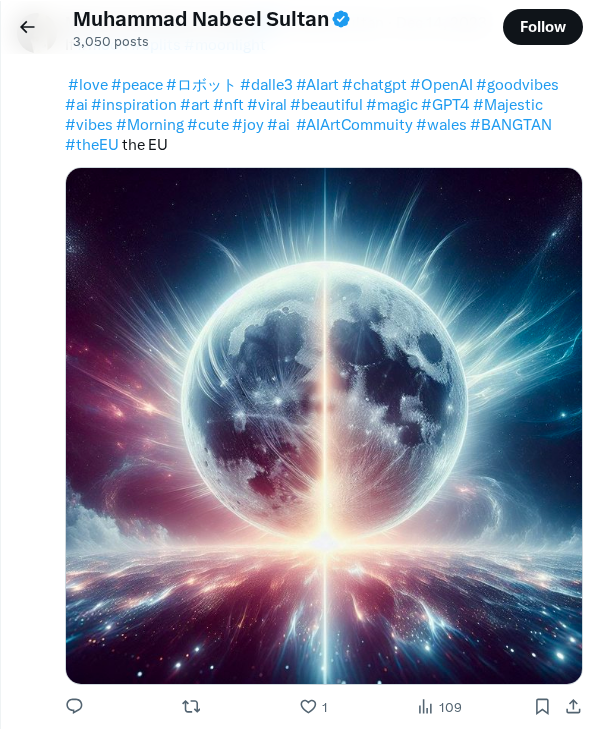 Muhammad Nabeel Sultan
Follow
3,050 posts
#love #peace #ロボット #dalle3 #AIart #chatgpt #OpenAI #goodvibes
#ai #inspiration #art #nft #viral #beautiful #magic #GPT4 #Majestic
#vibes #Morning #cute #joy #ai #AIArtCommuity #wales #BANGTAN
#theEU the EU
1
109